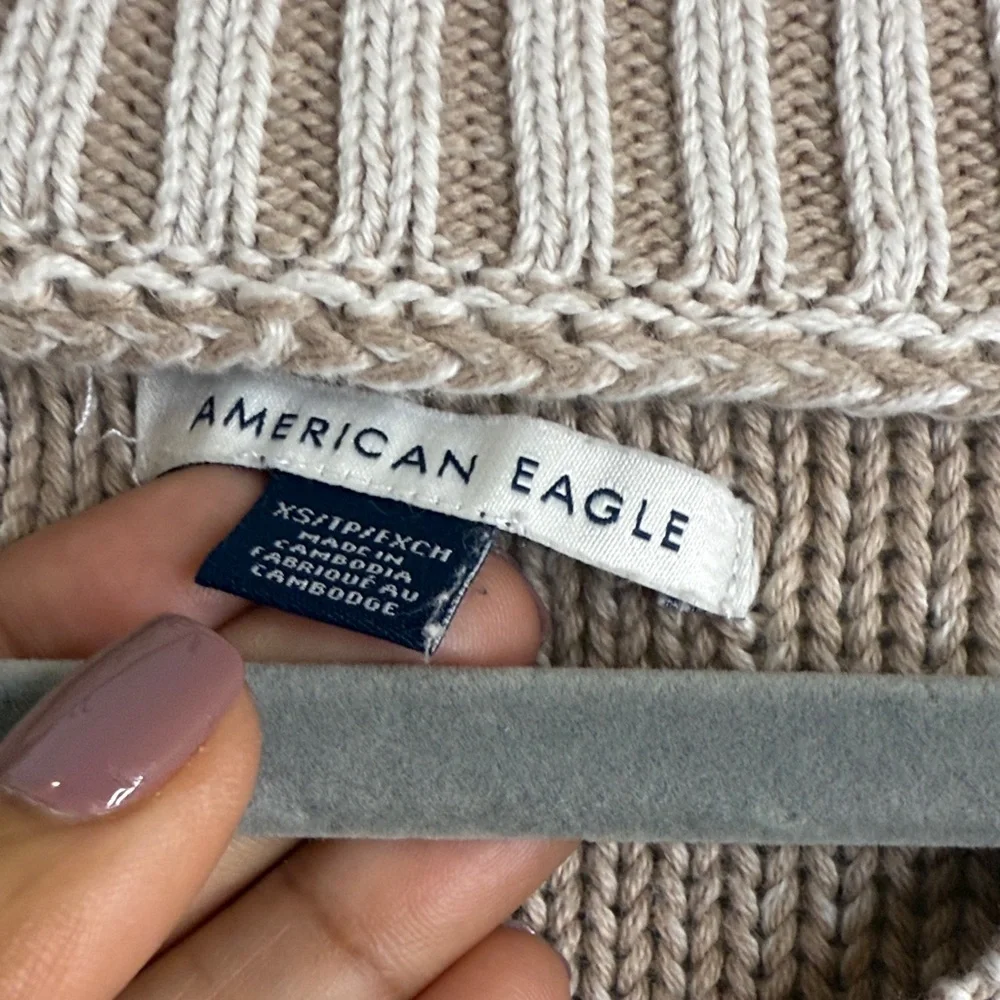 AMERICAN EAGLE
XS/TP/EXCH
MADE IN
CAMBODIA
FABRIQUÉ AU
CAMBODGE